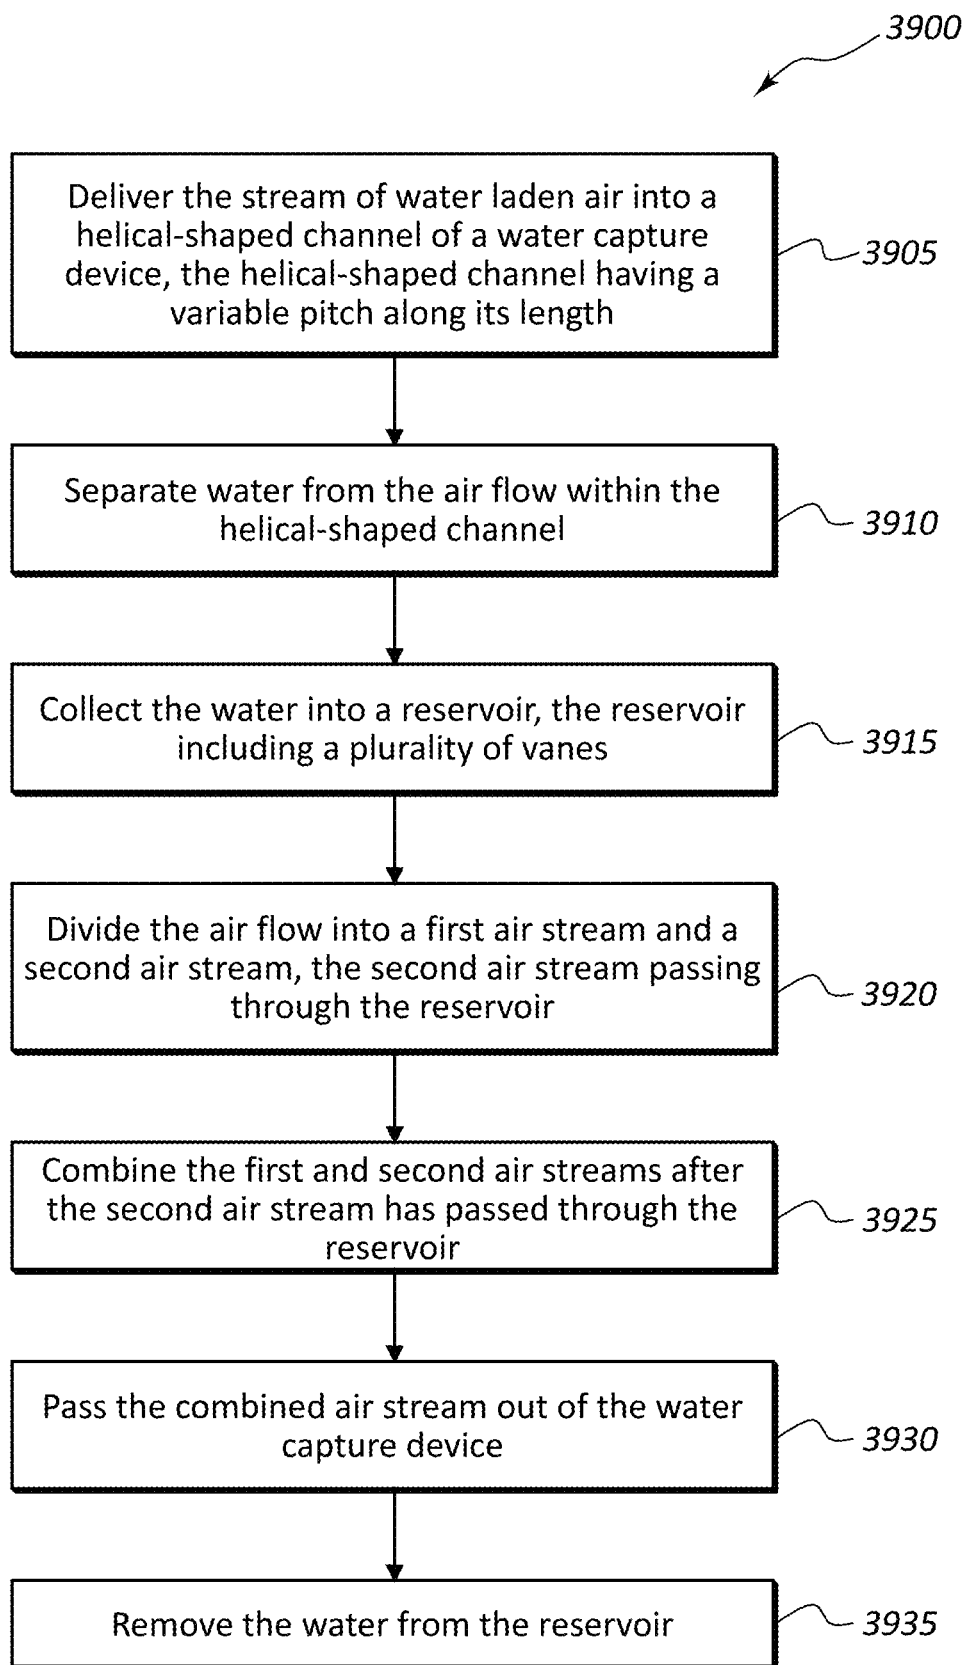 3900
Deliver the stream of water laden air into a
helical-shaped channel of a water capture
device, the helical-shaped channel having a
variable pitch along its length
3905
Separate water from the air flow within the
helical-shaped channel
3910
Collect the water into a reservoir, the reservoir
including a plurality of vanes
3915
Divide the air flow into a first air stream and a
second air stream, the second air stream passing
through the reservoir
3920
Combine the first and second air streams after
the second air stream has passed through the
reservoir
3925
Pass the combined air stream out of the water
capture device
3930
Remove the water from the reservoir
3935